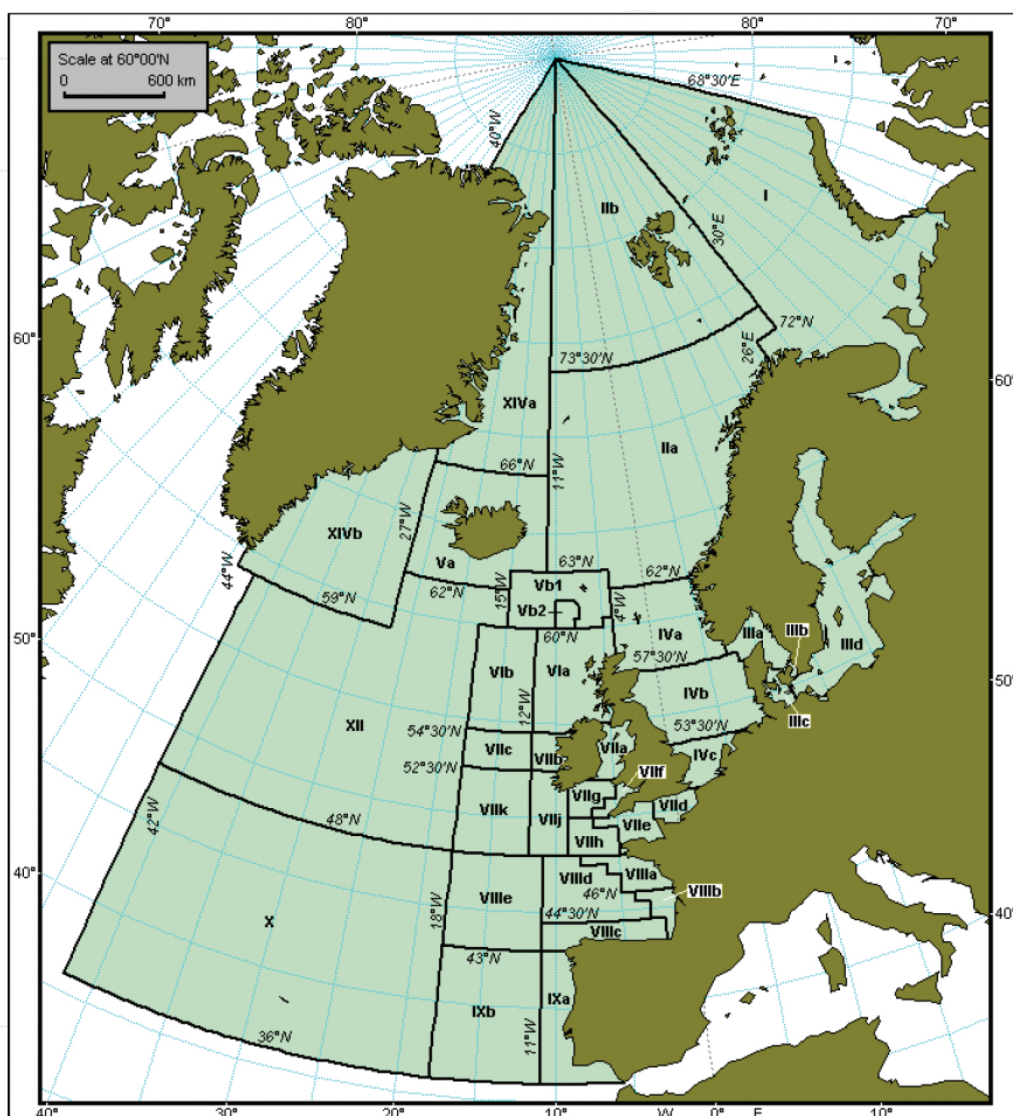 70° 80° 80° 70°
Scale at 60°00'N
0 600 km
68°30'E
40°W
I
IIb
30°E
60°
72°N
26°E
73°30'N
60°
XIVa
IIa
66°N
11°W
27°W
XIVb
Va
63°N
62°N
44°W
62°N
15°W
Vb1
4°W
59°N
Vb2
60°N
IVa
IIIa
IIIb
IIId
50°
57°30'N
VIb
VIa
IVb
50°
12°W
XII
54°30'N
53°30'N
IIIc
VIIc
VIIb
VIIa
IVc
52°30'N
VIIf
VIIg
VIId
VIIk
VIIj
VIIe
42°W
48°N
VIIh
40°
VIIId
VIIIa
VIIIb
VIIIe
46°N
44°30'N
40°
18°W
X
VIIIc
43°N
IXb
IXa
11°W
36°N
40° 30° 20° 10° W 0° E 10°